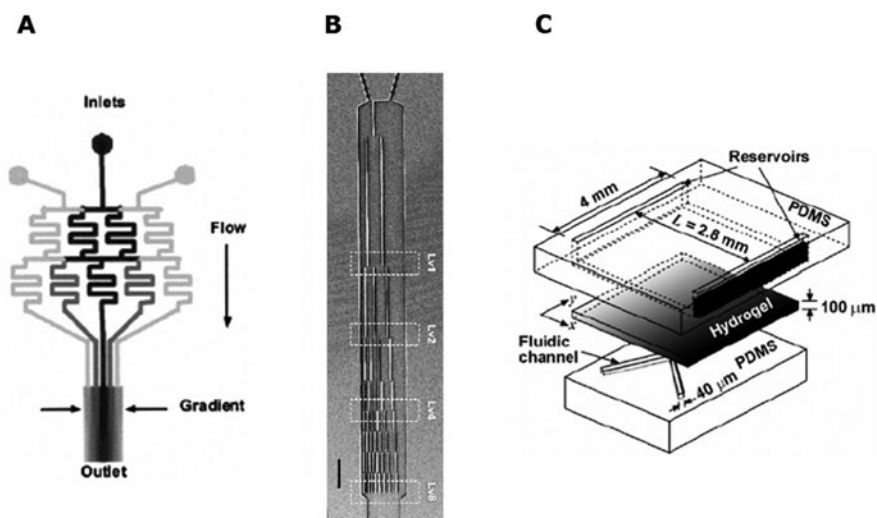 A
B
C
Inlets
Flow
Gradient
Outlet
Lv1
Lv2
Lv4
Lv8
Reservoirs
4 mm
PDMS
L = 2.8 mm
y
x
Hydrogel
100 μm
Fluidic
channel
PDMS
40 μm